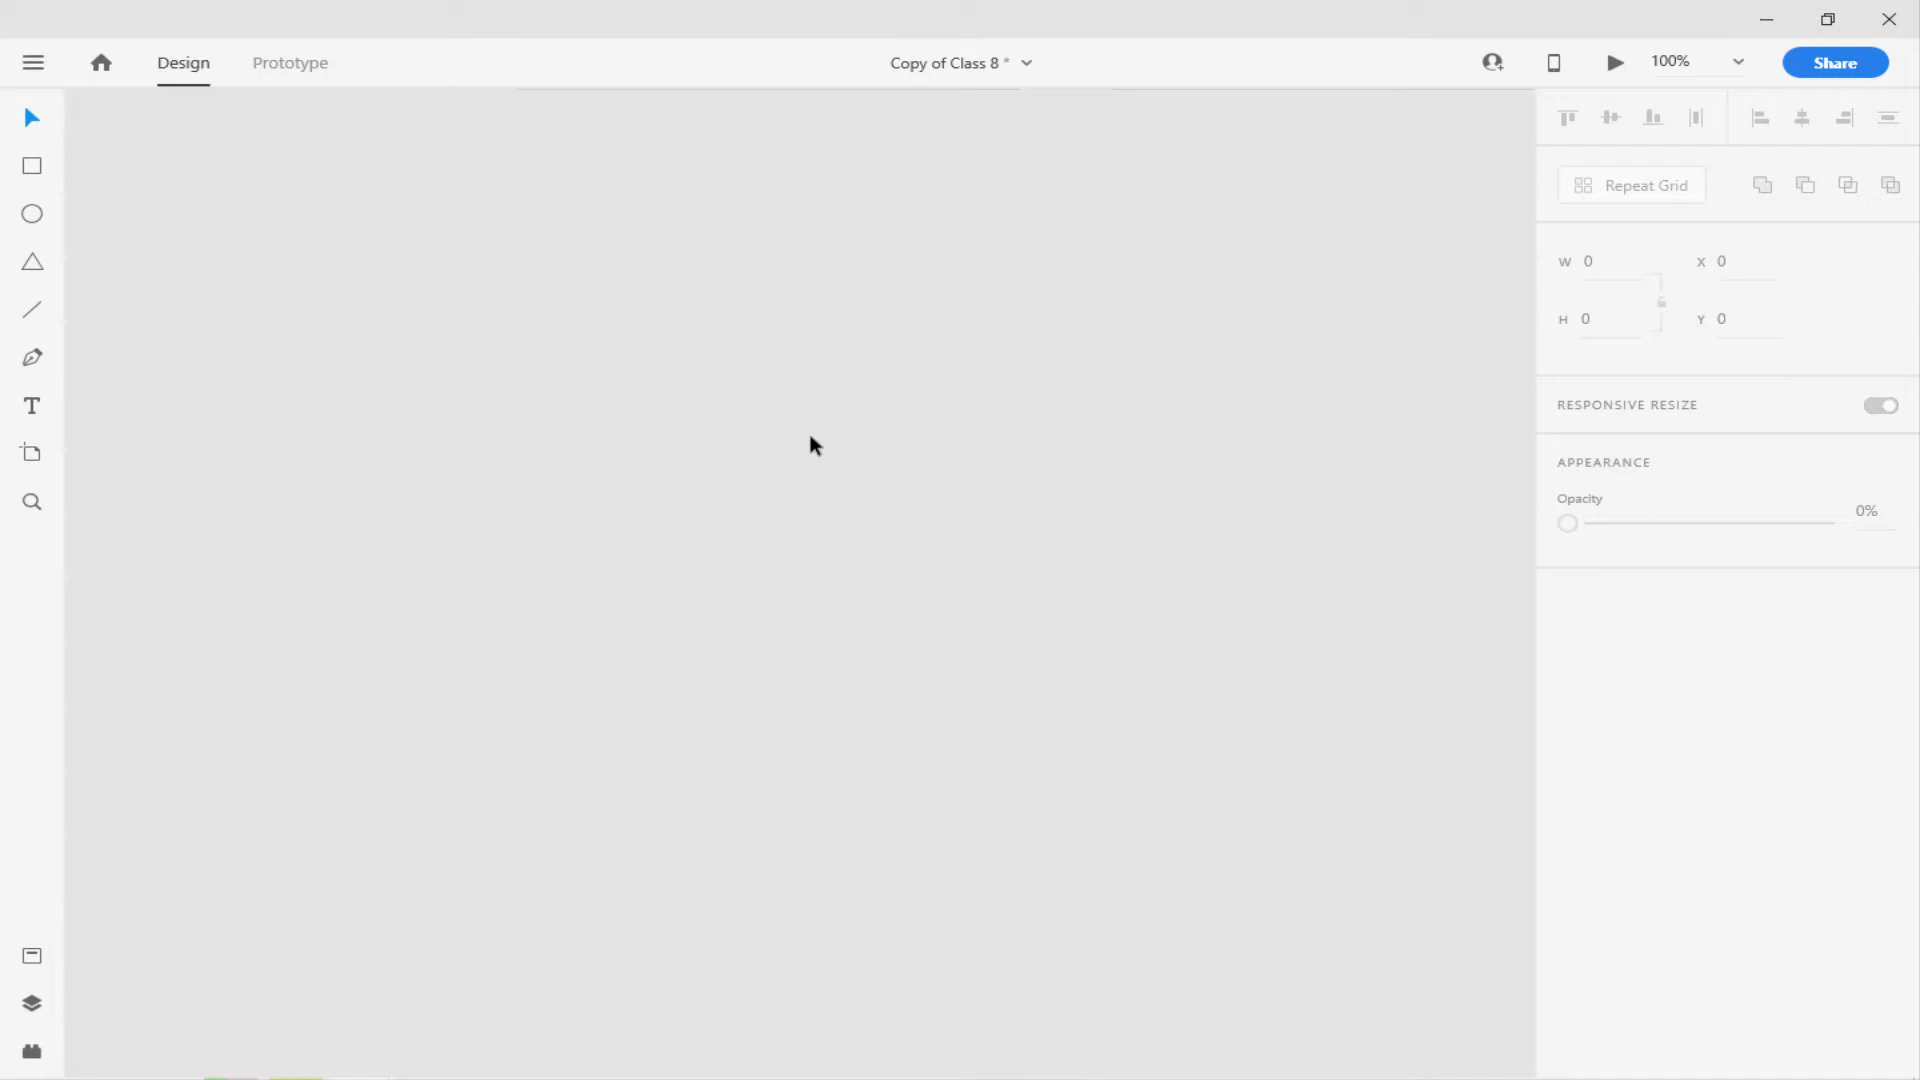 Design
Prototype
Copy of Class 8 *
100%
Share
Repeat Grid
W 0
X 0
H 0
Y 0
RESPONSIVE RESIZE
APPEARANCE
Opacity
0%